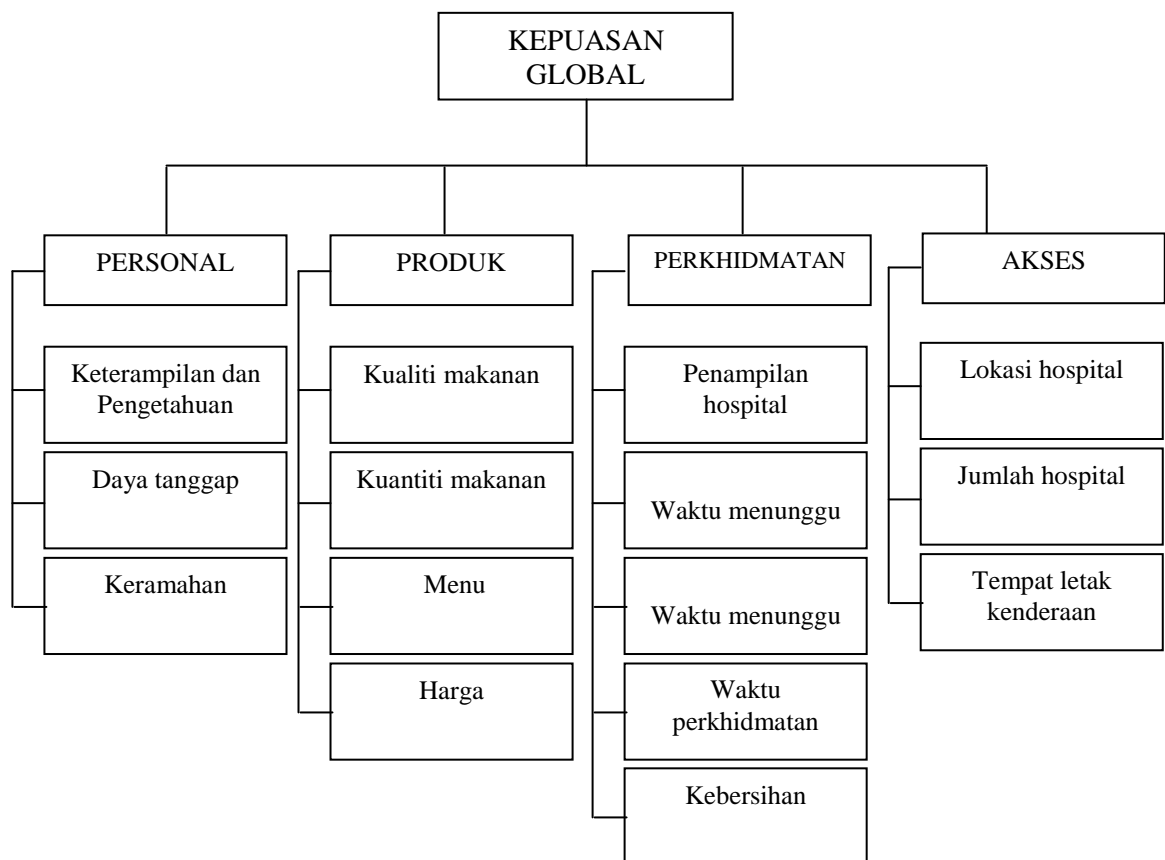 KEPUASAN
GLOBAL
PERSONAL
Keterampilan dan
Pengetahuan
Daya tanggap
Keramahan
PRODUK
Kualiti makanan
Kuantiti makanan
Menu
Harga
PERKHIDMATAN
Penampilan
hospital
Waktu menunggu
Waktu menunggu
Waktu
perkhidmatan
Kebersihan
AKSES
Lokasi hospital
Jumlah hospital
Tempat letak
kenderaan